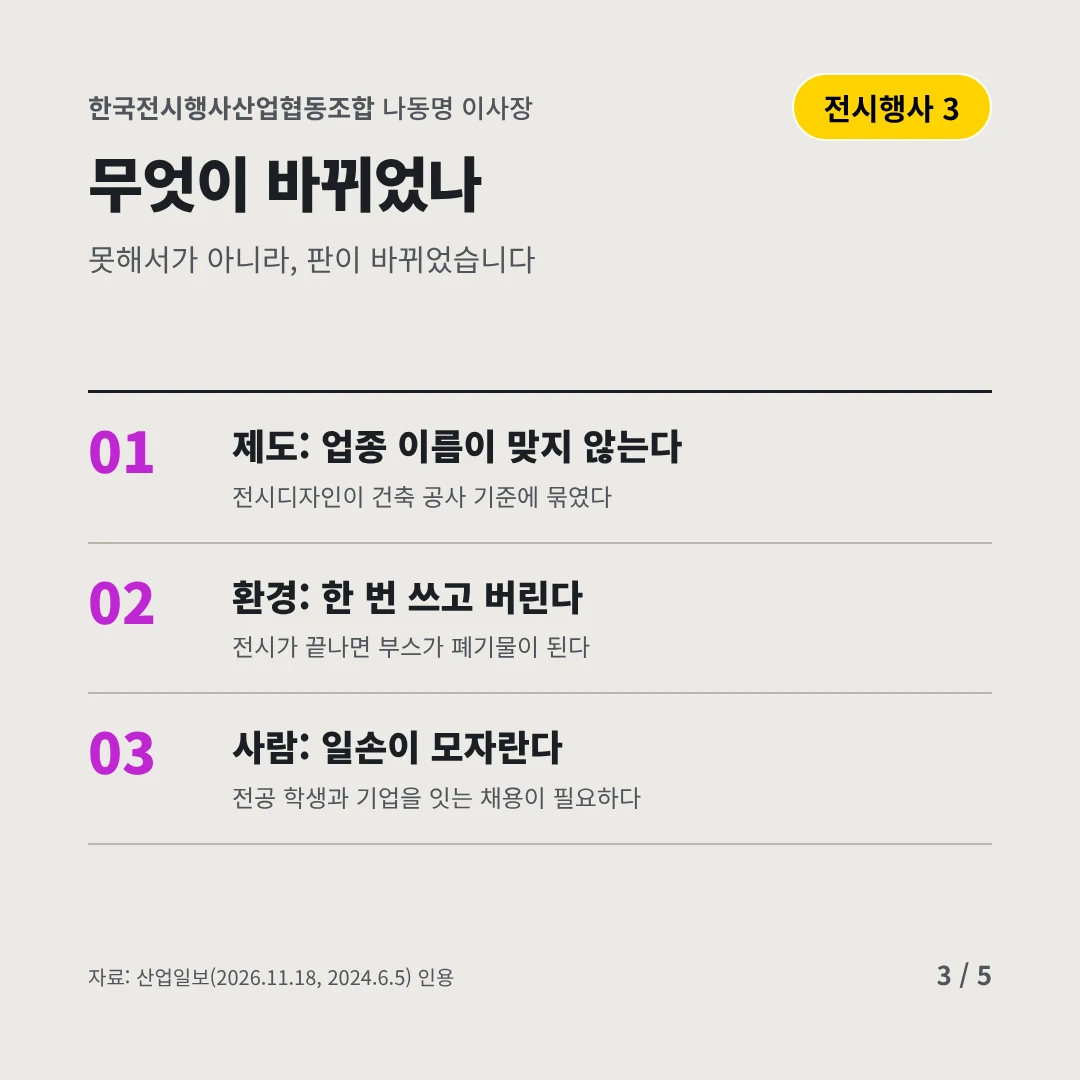 한국전시행사산업협동조합 나동명 이사장
전시행사 3
무엇이 바뀌었나
못해서가 아니라, 판이 바뀌었습니다
01
제도: 업종 이름이 맞지 않는다
전시디자인이 건축 공사 기준에 묶였다
02
환경: 한 번 쓰고 버린다
전시가 끝나면 부스가 폐기물이 된다
03
사람: 일손이 모자란다
전공 학생과 기업을 잇는 채용이 필요하다
자료: 산업일보(2026.11.18, 2024.6.5) 인용
3 / 5